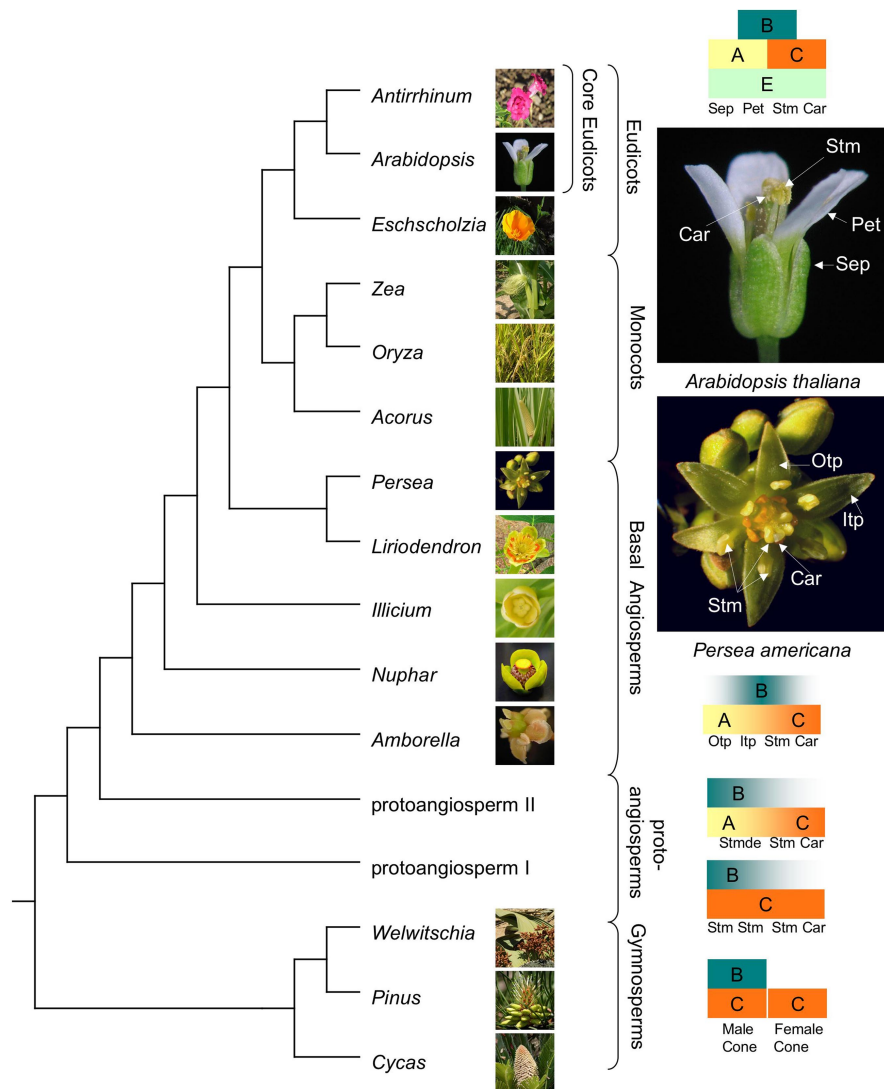 Antirrhinum
Arabidopsis
Eschscholzia
Zea
Oryza
Acorus
Persea
Liriodendron
Illicium
Nuphar
Amborella
protoangiosperm II
protoangiosperm I
Welwitschia
Pinus
Cycas
Core Eudicots
Eudicots
Monocots
Basal Angiosperms
proto-
angiosperms
Gymnosperms
B
A C
E
Sep Pet Stm Car
Stm
Car
Pet
Sep
Arabidopsis thaliana
Otp
Itp
Car
Stm
Persea americana
B
A C
Otp Itp Stm Car
B
A C
Stmde Stm Car
B
C
Stm Stm Stm Car
B
C C
Male Female
Cone Cone